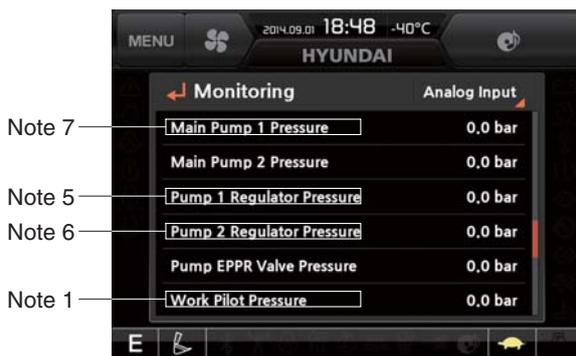 MENU
2014.09.01 18:48 -40°C
HYUNDAI
Monitoring Analog Input
Note 7 Main Pump 1 Pressure 0.0 bar
Main Pump 2 Pressure 0.0 bar
Note 5 Pump 1 Regulator Pressure 0.0 bar
Note 6 Pump 2 Regulator Pressure 0.0 bar
Pump EPPR Valve Pressure 0.0 bar
Note 1 Work Pilot Pressure 0.0 bar
E